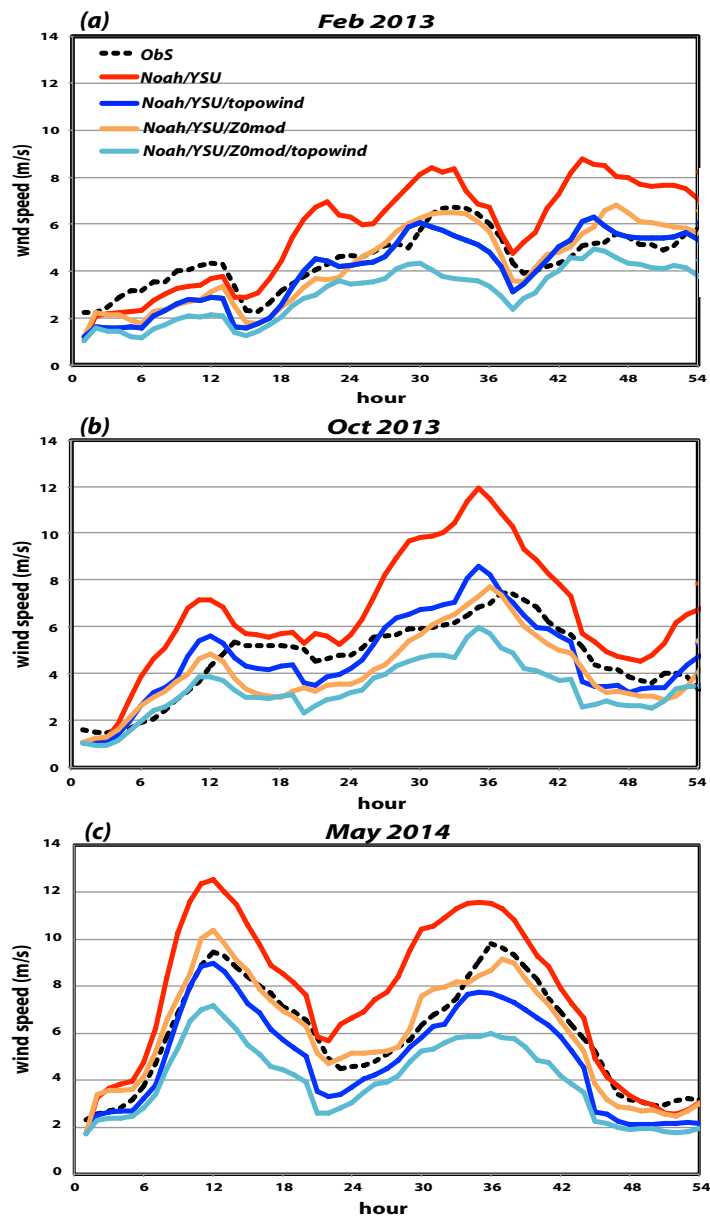 (a) Feb 2013
14
12
10
8
6
4
2
0
wnd speed (m/s)
ObS
Noah/YSU
Noah/YSU/topowind
Noah/YSU/Z0mod
Noah/YSU/Z0mod/topowind
0 6 12 18 24 30 36 42 48 54
hour
(b) Oct 2013
14
12
10
8
6
4
2
0
wind speed (m/s)
0 6 12 18 24 30 36 42 48 54
hour
(c) May 2014
14
12
10
8
6
4
2
0
wind speed (m/s)
0 6 12 18 24 30 36 42 48 54
hour